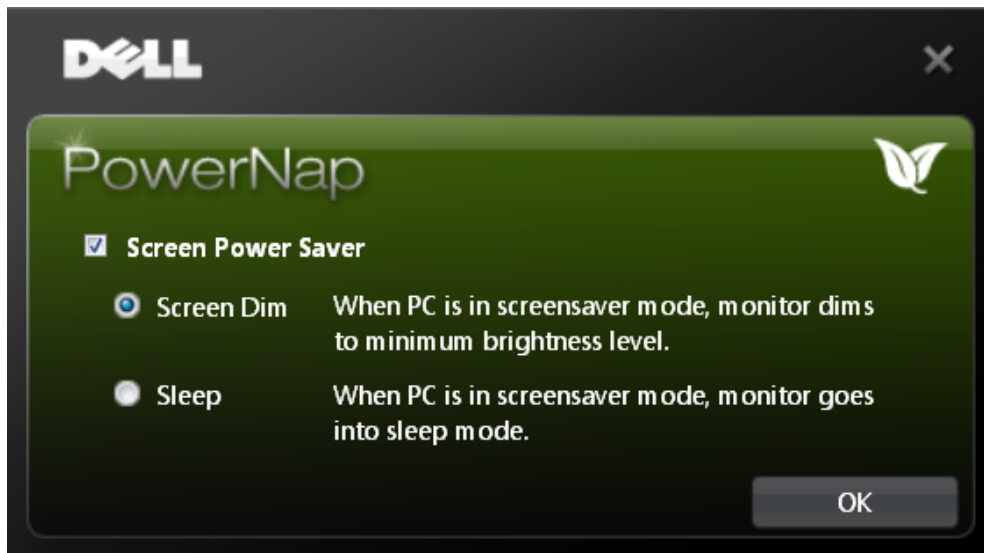 DELL
PowerNap
Screen Power Saver
Screen Dim
When PC is in screensaver mode, monitor dims
to minimum brightness level.
Sleep
When PC is in screensaver mode, monitor goes
into sleep mode.
OK